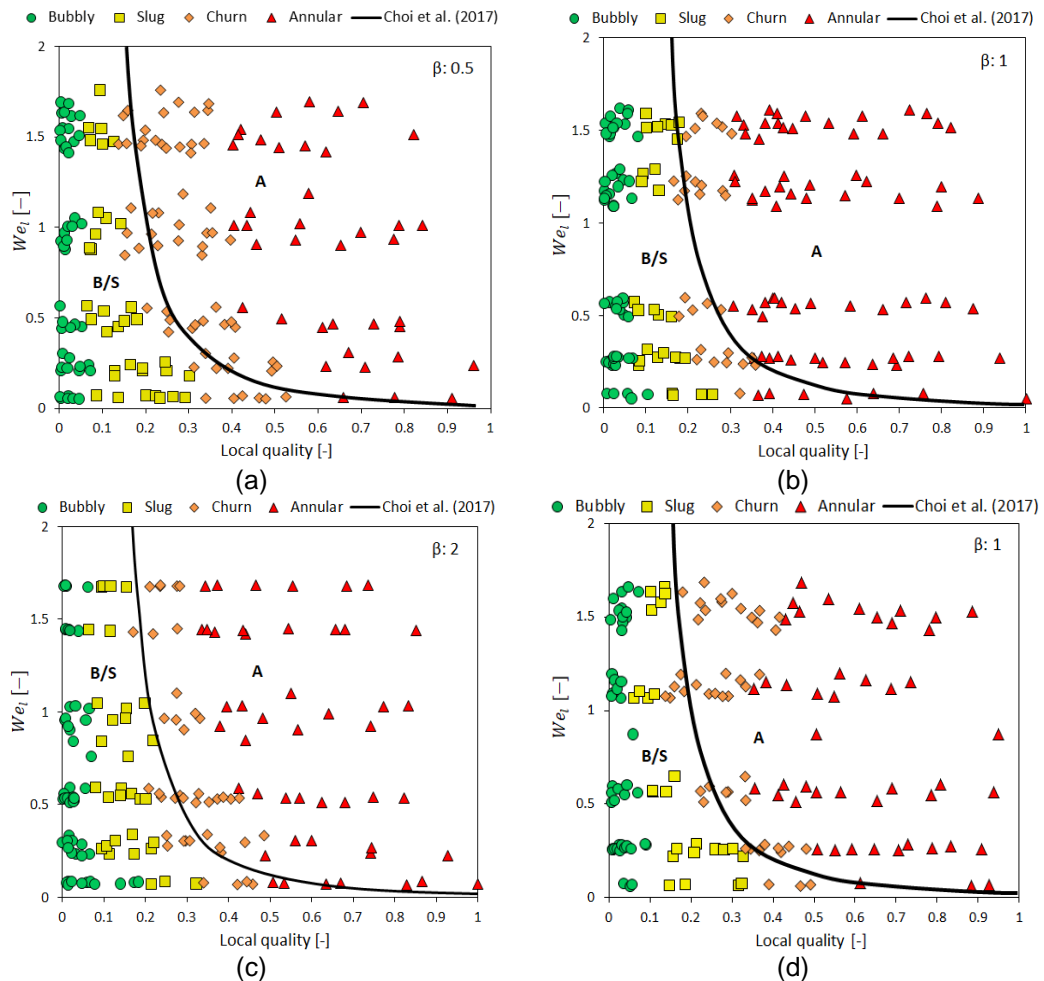 Bubbly Slug Churn Annular Choi et al. (2017)
β: 0.5
A
B/S
We_l [−]
2
1.5
1
0.5
0
0 0.1 0.2 0.3 0.4 0.5 0.6 0.7 0.8 0.9 1
Local quality [-]
(a)
Bubbly Slug Churn Annular Choi et al. (2017)
β: 1
B/S A
We_l [−]
2
1.5
1
0.5
0
0 0.1 0.2 0.3 0.4 0.5 0.6 0.7 0.8 0.9 1
Local quality [-]
(b)
Bubbly Slug Churn Annular Choi et al. (2017)
β: 2
B/S A
We_l [−]
2
1.5
1
0.5
0
0 0.1 0.2 0.3 0.4 0.5 0.6 0.7 0.8 0.9 1
Local quality [-]
(c)
Bubbly Slug Churn Annular Choi et al. (2017)
β: 1
B/S A
We_l [−]
2
1.5
1
0.5
0
0 0.1 0.2 0.3 0.4 0.5 0.6 0.7 0.8 0.9 1
Local quality [-]
(d)